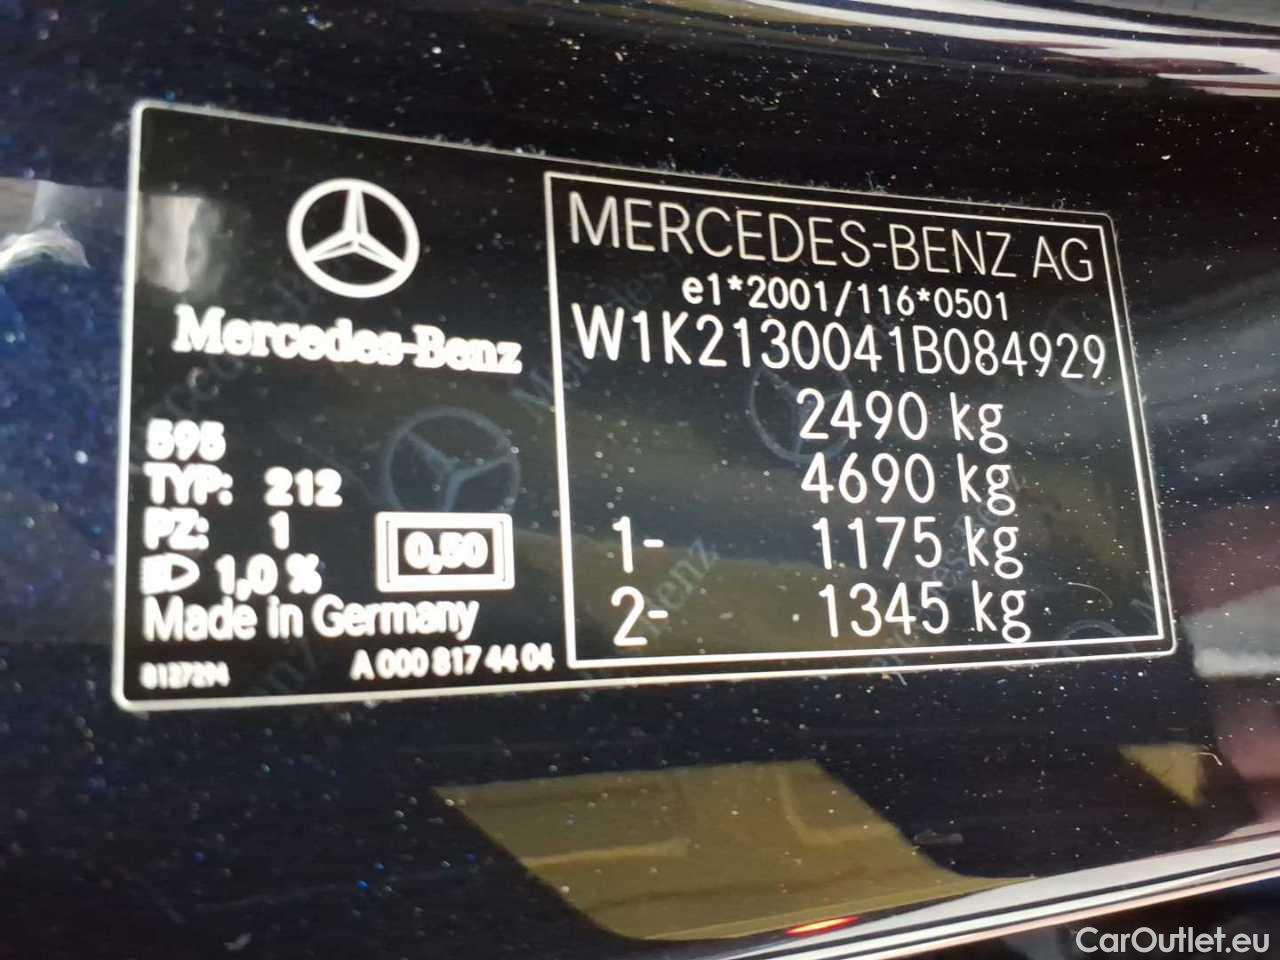 Mercedes-Benz
595
TYP: 212
PZ: 1
1,0 %
0,50
Made in Germany
A 000 817 44 04
MERCEDES-BENZ AG
e1*2001/116*0501
W1K2130041B084929
2490 kg
4690 kg
1- 1175 kg
2- 1345 kg
CarOutlet.eu